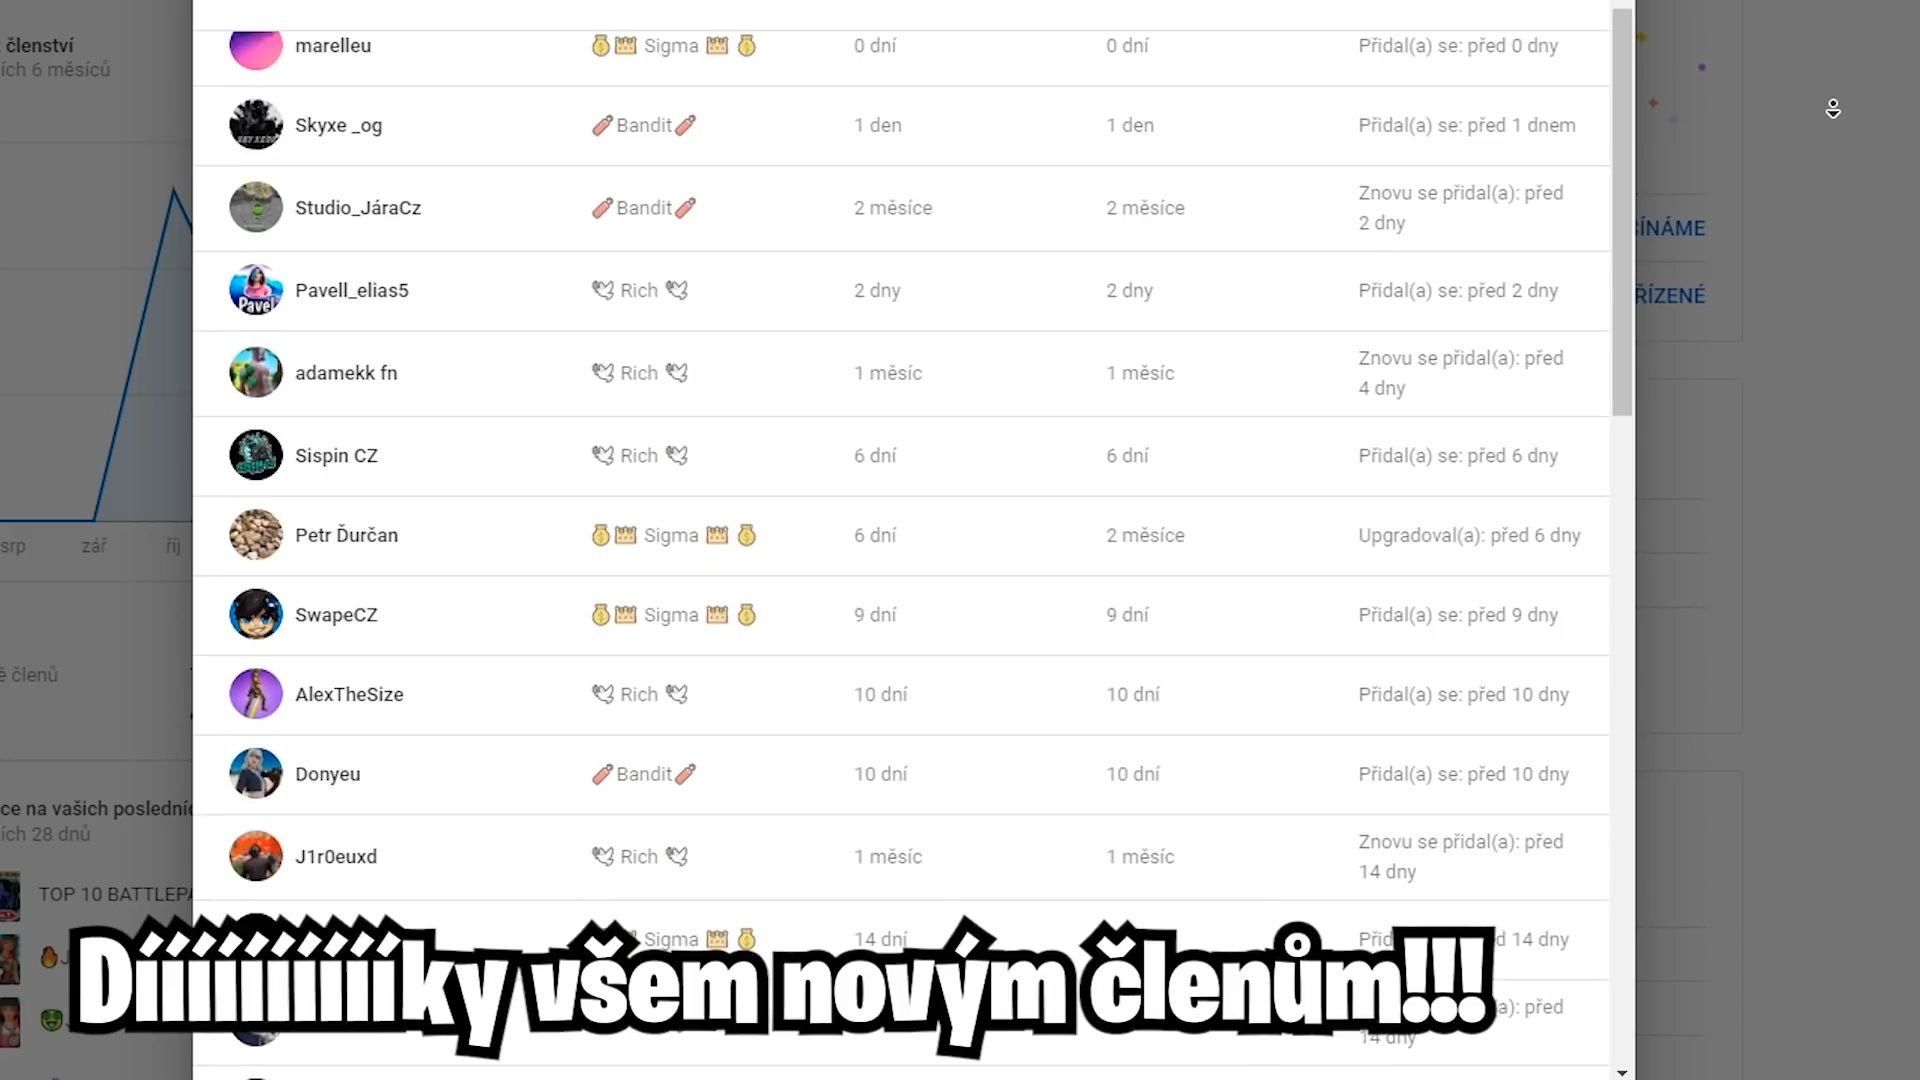 členství
ích 6 měsíců
srp zář říj
é členů
ce na vašich posledníc
ích 28 dnů
TOP 10 BATTLEPA
marelleu Sigma 0 dní 0 dní Přidal(a) se: před 0 dny
Skyxe _og Bandit 1 den 1 den Přidal(a) se: před 1 dnem
Studio_JáraCz Bandit 2 měsíce 2 měsíce Znovu se přidal(a): před
2 dny
Pavell_elias5 Rich 2 dny 2 dny Přidal(a) se: před 2 dny
Pavel
adamekk fn Rich 1 měsíc 1 měsíc Znovu se přidal(a): před
4 dny
Sispin CZ Rich 6 dní 6 dní Přidal(a) se: před 6 dny
Petr Ďurčan Sigma 6 dní 2 měsíce Upgradoval(a): před 6 dny
SwapeCZ Sigma 9 dní 9 dní Přidal(a) se: před 9 dny
AlexTheSize Rich 10 dní 10 dní Přidal(a) se: před 10 dny
Donyeu Bandit 10 dní 10 dní Přidal(a) se: před 10 dny
J1r0euxd Rich 1 měsíc 1 měsíc Znovu se přidal(a): před
14 dny
Sigma 14 dní Přid d 14 dny
a): před
14 dny
ÍNÁME
ŘÍZENÉ
Díííííííííky všem novým členům!!!